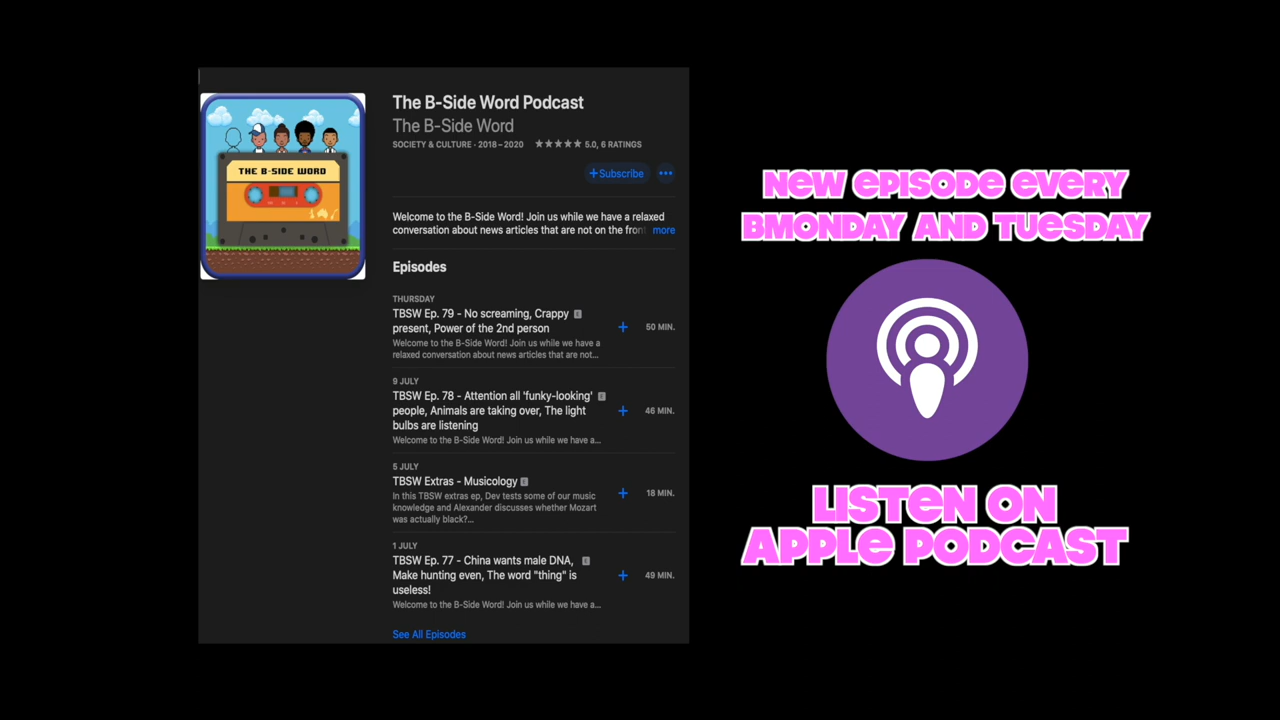 The B-Side Word Podcast
The B-Side Word
SOCIETY & CULTURE · 2018–2020 ★★★★★ 5.0, 6 RATINGS
+Subscribe
THE B-SIDE WORD
Welcome to the B-Side Word! Join us while we have a relaxed
conversation about news articles that are not on the fron more
Episodes
THURSDAY
TBSW Ep. 79 - No screaming, Crappy E
present, Power of the 2nd person
50 MIN.
Welcome to the B-Side Word! Join us while we have a
relaxed conversation about news articles that are not...
9 JULY
TBSW Ep. 78 - Attention all 'funky-looking' E
people, Animals are taking over, The light
bulbs are listening
46 MIN.
Welcome to the B-Side Word! Join us while we have a...
5 JULY
TBSW Extras - Musicology E
18 MIN.
In this TBSW extras ep, Dev tests some of our music
knowledge and Alexander discusses whether Mozart
was actually black?...
1 JULY
TBSW Ep. 77 - China wants male DNA, E
Make hunting even, The word "thing" is
useless!
49 MIN.
Welcome to the B-Side Word! Join us while we have a...
See All Episodes
New episode every
BMonday and Tuesday
Listen on
Apple Podcast